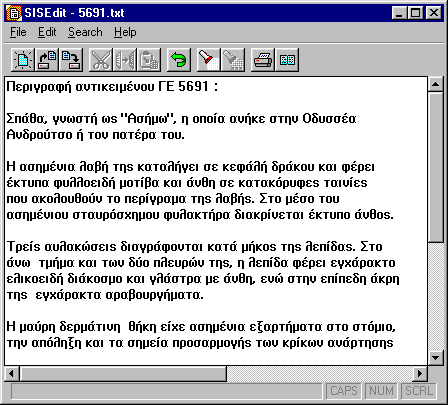 SISEdit - 5691.txt
File Edit Search Help
Περιγραφή αντικειμένου ΓΕ 5691 :
Σπάθα, γνωστή ως "Ασήμω", η οποία ανήκε στην Οδυσσέα
Ανδρούτσο ή τον πατέρα του.
Η ασημένια λαβή της καταλήγει σε κεφάλή δράκου και φέρει
έκτυπα φυλλοειδή μοτίβα και άνθη σε κατακόρυφες ταινίες
που ακολουθούν το περίγραμα της λαβής. Στο μέσο του
ασημένιου σταυρόσχημου φυλακτήρα διακρίνεται έκτυπο άνθος.
Τρείς αυλακώσεις διαγράφονται κατά μήκος της λεπίδας. Στο
άνω τμήμα και των δύο πλευρών της, η λεπίδα φέρει εγχάρακτο
ελικοειδή διάκοσμο και γλάστρα με άνθη, ενώ στην επίπεδη άκρη
της εγχάρακτα αραβουργήματα.
Η μαύρη δερμάτινη θήκη είχε ασημένια εξαρτήματα στο στόμιο,
την απόληξη και τα σημεία προσαρμογής των κρίκων ανάρτησης
CAPS NUM SCRL